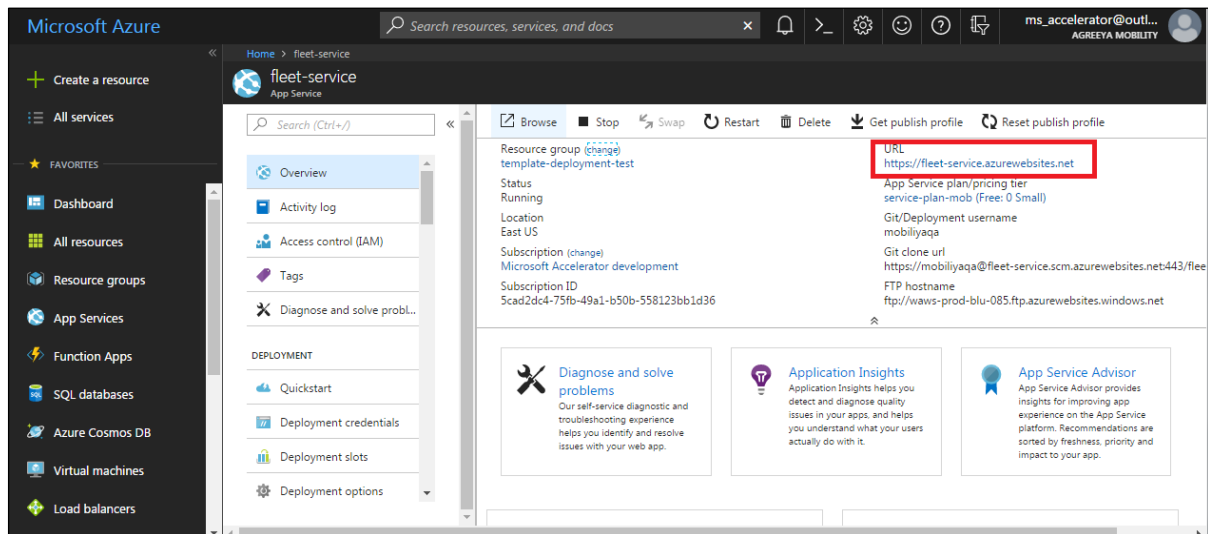 Microsoft Azure
Search resources, services, and docs
ms_accelerator@outl...
AGREEYA MOBILITY
Create a resource
All services
FAVORITES
Dashboard
All resources
Resource groups
App Services
Function Apps
SQL databases
Azure Cosmos DB
Virtual machines
Load balancers
Home > fleet-service
fleet-service
App Service
Search (Ctrl+/)
Overview
Activity log
Access control (IAM)
Tags
Diagnose and solve probl...
DEPLOYMENT
Quickstart
Deployment credentials
Deployment slots
Deployment options
Browse Stop Swap Restart Delete Get publish profile Reset publish profile
Resource group (change)
template-deployment-test
Status
Running
Location
East US
Subscription (change)
Microsoft Accelerator development
Subscription ID
5cad2dc4-75fb-49a1-b50b-558123bb1d36
URL
https://fleet-service.azurewebsites.net
App Service plan/pricing tier
service-plan-mob (Free: 0 Small)
Git/Deployment username
mobiliyaqa
Git clone url
https://mobiliyaqa@fleet-service.scm.azurewebsites.net:443/flee
FTP hostname
ftp://waws-prod-blu-085.ftp.azurewebsites.windows.net
Diagnose and solve
problems
Our self-service diagnostic and
troubleshooting experience
helps you identify and resolve
issues with your web app.
Application Insights
Application Insights helps you
detect and diagnose quality
issues in your apps, and helps
you understand what your users
actually do with it.
App Service Advisor
App Service Advisor provides
insights for improving app
experience on the App Service
platform. Recommendations are
sorted by freshness, priority and
impact to your app.